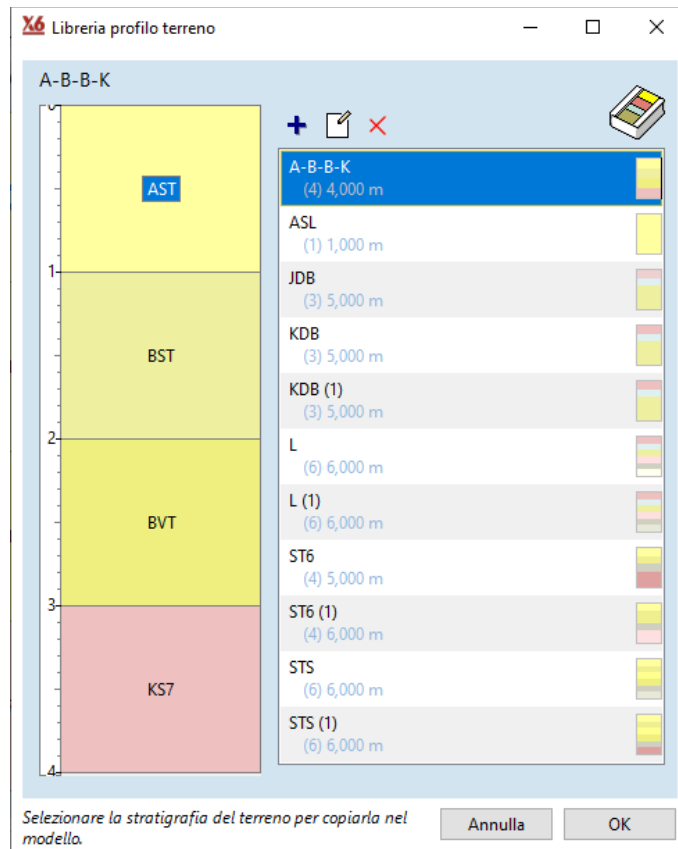 X6 Libreria profilo terreno
A-B-B-K
0
AST
1
BST
2
BVT
3
KS7
4
A-B-B-K
(4) 4,000 m
ASL
(1) 1,000 m
JDB
(3) 5,000 m
KDB
(3) 5,000 m
KDB (1)
(3) 5,000 m
L
(6) 6,000 m
L (1)
(6) 6,000 m
ST6
(4) 5,000 m
ST6 (1)
(4) 6,000 m
STS
(6) 6,000 m
STS (1)
(6) 6,000 m
Selezionare la stratigrafia del terreno per copiarla nel
modello.
Annulla
OK